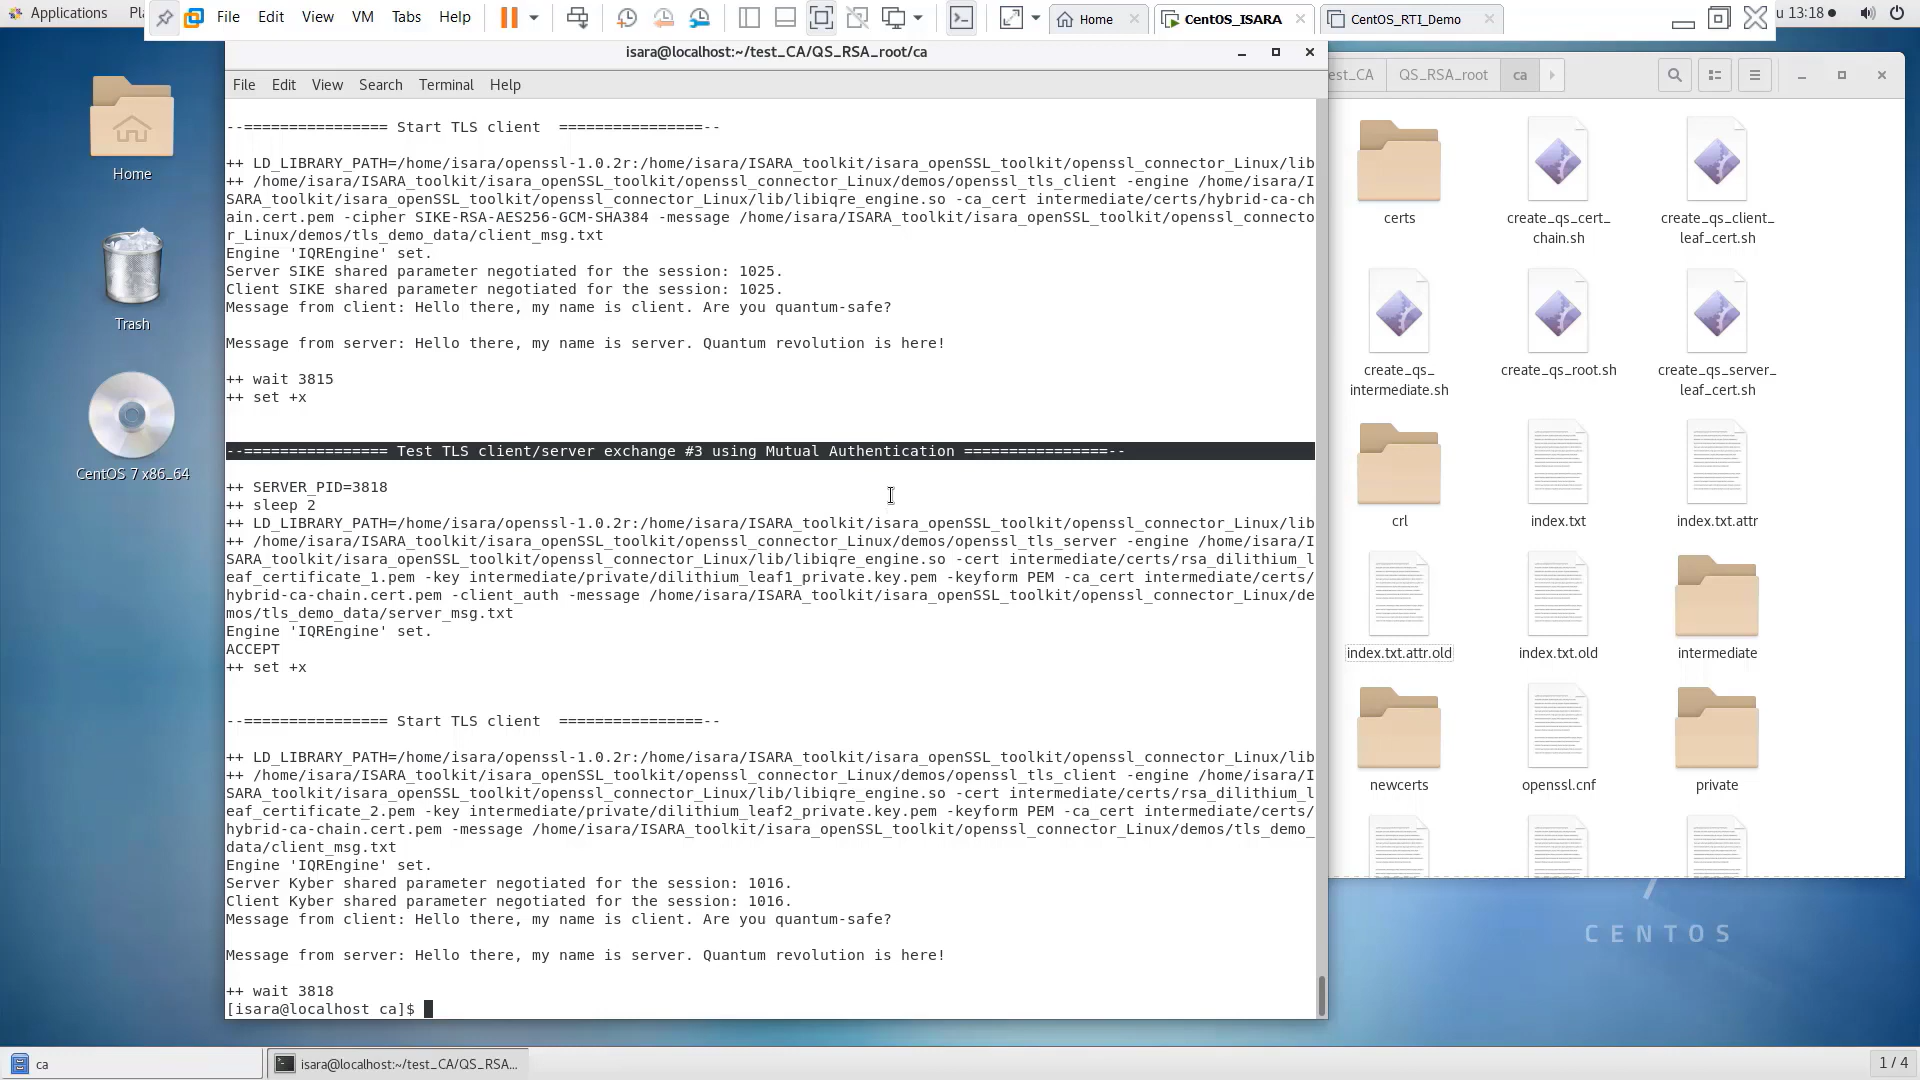 Applications
Pl
File Edit View VM Tabs Help
Home
CentOS_ISARA
CentOS_RTI_Demo
u 13:18
isara@localhost:~/test_CA/QS_RSA_root/ca
File Edit View Search Terminal Help
--================ Start TLS client  ================--
++ LD_LIBRARY_PATH=/home/isara/openssl-1.0.2r:/home/isara/ISARA_toolkit/isara_openSSL_toolkit/openssl_connector_Linux/lib
++ /home/isara/ISARA_toolkit/isara_openSSL_toolkit/openssl_connector_Linux/demos/openssl_tls_client -engine /home/isara/I
SARA_toolkit/isara_openSSL_toolkit/openssl_connector_Linux/lib/libiqre_engine.so -ca_cert intermediate/certs/hybrid-ca-ch
ain.cert.pem -cipher SIKE-RSA-AES256-GCM-SHA384 -message /home/isara/ISARA_toolkit/isara_openSSL_toolkit/openssl_connecto
r_Linux/demos/tls_demo_data/client_msg.txt
Engine 'IQREngine' set.
Server SIKE shared parameter negotiated for the session: 1025.
Client SIKE shared parameter negotiated for the session: 1025.
Message from client: Hello there, my name is client. Are you quantum-safe?
Message from server: Hello there, my name is server. Quantum revolution is here!
++ wait 3815
++ set +x
--================ Test TLS client/server exchange #3 using Mutual Authentication ================--
++ SERVER_PID=3818
++ sleep 2
++ LD_LIBRARY_PATH=/home/isara/openssl-1.0.2r:/home/isara/ISARA_toolkit/isara_openSSL_toolkit/openssl_connector_Linux/lib
++ /home/isara/ISARA_toolkit/isara_openSSL_toolkit/openssl_connector_Linux/demos/openssl_tls_server -engine /home/isara/I
SARA_toolkit/isara_openSSL_toolkit/openssl_connector_Linux/lib/libiqre_engine.so -cert intermediate/certs/rsa_dilithium_l
eaf_certificate_1.pem -key intermediate/private/dilithium_leaf1_private.key.pem -keyform PEM -ca_cert intermediate/certs/
hybrid-ca-chain.cert.pem -client_auth -message /home/isara/ISARA_toolkit/isara_openSSL_toolkit/openssl_connector_Linux/de
mos/tls_demo_data/server_msg.txt
Engine 'IQREngine' set.
ACCEPT
++ set +x
--================ Start TLS client  ================--
++ LD_LIBRARY_PATH=/home/isara/openssl-1.0.2r:/home/isara/ISARA_toolkit/isara_openSSL_toolkit/openssl_connector_Linux/lib
++ /home/isara/ISARA_toolkit/isara_openSSL_toolkit/openssl_connector_Linux/demos/openssl_tls_client -engine /home/isara/I
SARA_toolkit/isara_openSSL_toolkit/openssl_connector_Linux/lib/libiqre_engine.so -cert intermediate/certs/rsa_dilithium_l
eaf_certificate_2.pem -key intermediate/private/dilithium_leaf2_private.key.pem -keyform PEM -ca_cert intermediate/certs/
hybrid-ca-chain.cert.pem -message /home/isara/ISARA_toolkit/isara_openSSL_toolkit/openssl_connector_Linux/demos/tls_demo_
data/client_msg.txt
Engine 'IQREngine' set.
Server Kyber shared parameter negotiated for the session: 1016.
Client Kyber shared parameter negotiated for the session: 1016.
Message from client: Hello there, my name is client. Are you quantum-safe?
Message from server: Hello there, my name is server. Quantum revolution is here!
++ wait 3818
[isara@localhost ca]$
Home
Trash
CentOS 7 x86_64
est_CA
QS_RSA_root
ca
certs
create_qs_cert_
chain.sh
create_qs_client_
leaf_cert.sh
create_qs_
intermediate.sh
create_qs_root.sh
create_qs_server_
leaf_cert.sh
crl
index.txt
index.txt.attr
index.txt.attr.old
index.txt.old
intermediate
newcerts
openssl.cnf
private
7
CENTOS
ca
isara@localhost:~/test_CA/QS_RSA...
1 / 4